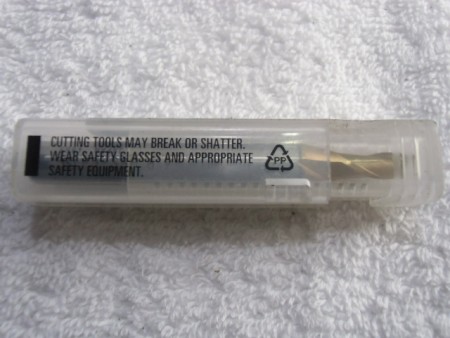 CUTTING TOOLS MAY BREAK OR SHATTER.
WEAR SAFETY GLASSES AND APPROPRIATE
SAFETY EQUIPMENT.
PP